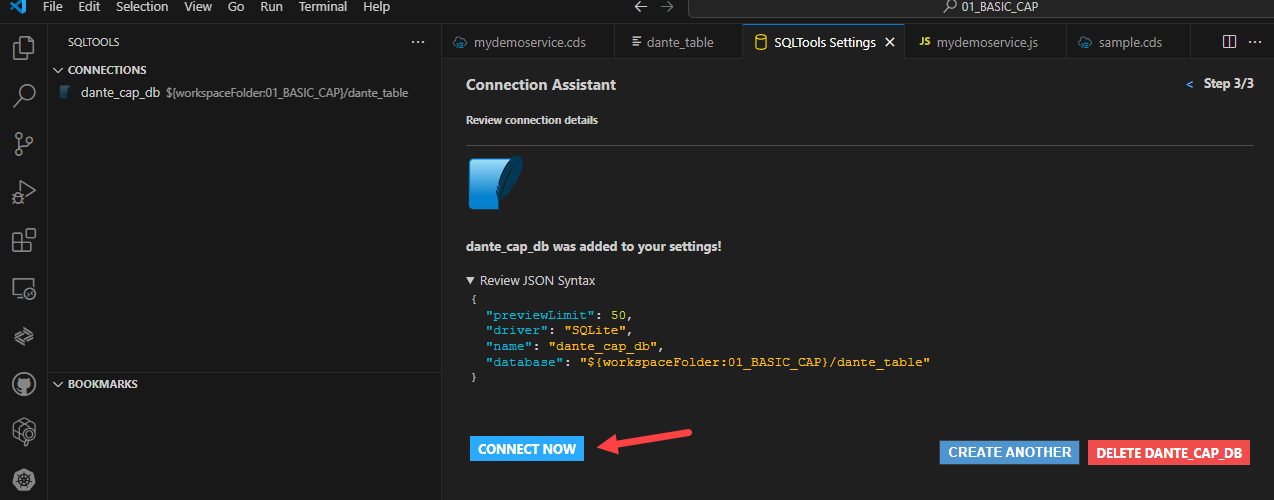 File Edit Selection View Go Run Terminal Help
01_BASIC_CAP
SQLTOOLS
CONNECTIONS
dante_cap_db ${workspaceFolder:01_BASIC_CAP}/dante_table
BOOKMARKS
mydemoservice.cds
dante_table
SQLTools Settings
JS mydemoservice.js
sample.cds
Connection Assistant
< Step 3/3
Review connection details
dante_cap_db was added to your settings!
Review JSON Syntax
{
"previewLimit": 50,
"driver": "SQLite",
"name": "dante_cap_db",
"database": "${workspaceFolder:01_BASIC_CAP}/dante_table"
}
CONNECT NOW
CREATE ANOTHER
DELETE DANTE_CAP_DB